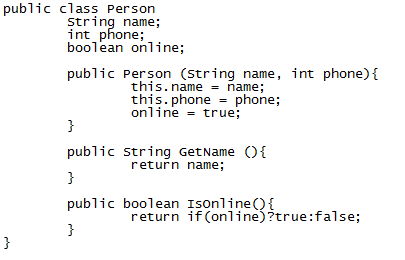 public class Person
String name;
int phone;
boolean online;
public Person (String name, int phone){
this.name = name;
this.phone = phone;
online = true;
}
public String GetName (){
return name;
}
public boolean IsOnline(){
return if(online)?true:false;
}
}